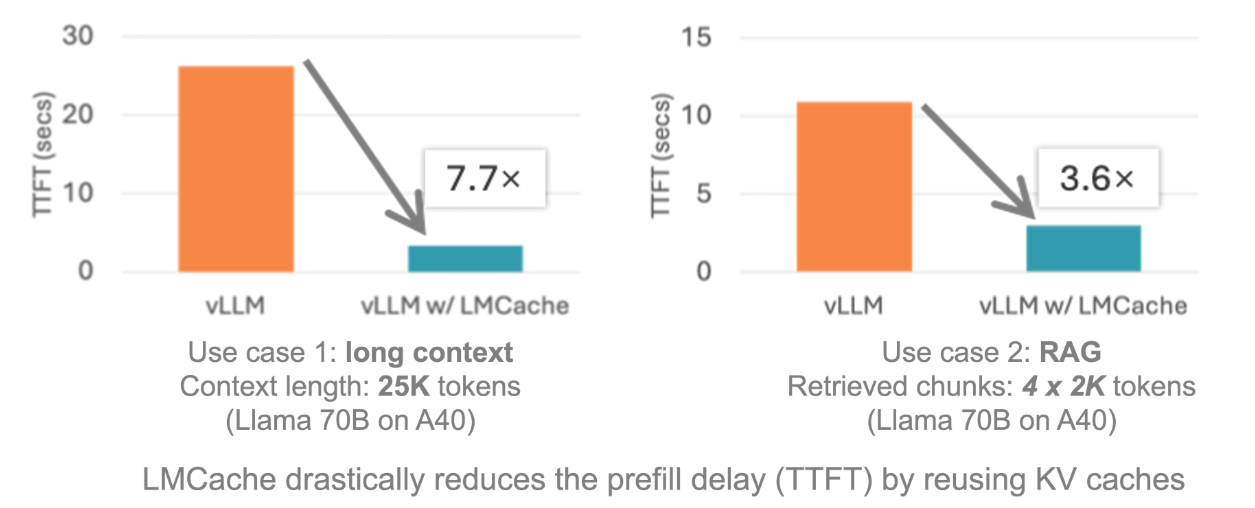 30
20
10
0
TTFT (secs)
7.7×
vLLM
vLLM w/ LMCache
Use case 1: long context
Context length: 25K tokens
(Llama 70B on A40)
15
10
5
0
TTFT (secs)
3.6×
vLLM
vLLM w/ LMCache
Use case 2: RAG
Retrieved chunks: 4 x 2K tokens
(Llama 70B on A40)
LMCache drastically reduces the prefill delay (TTFT) by reusing KV caches